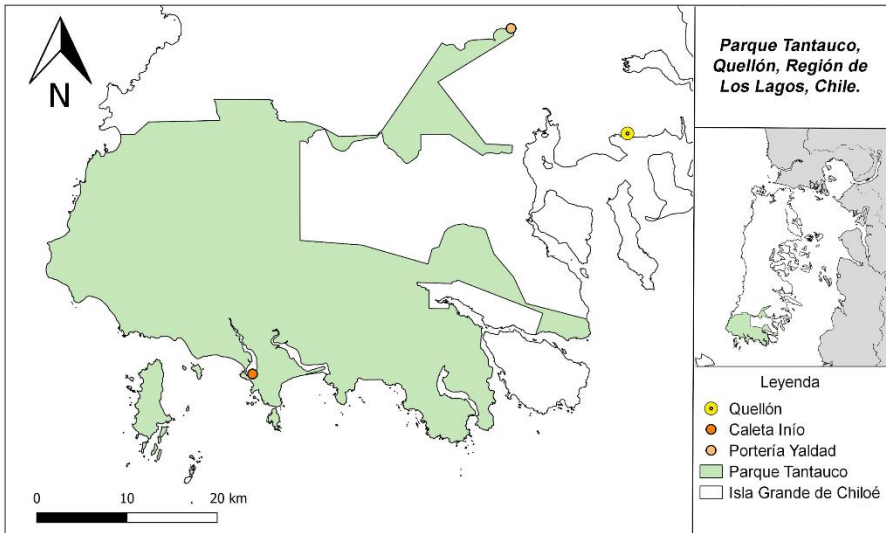 N
0 10 20 km
Parque Tantauco,
Quellón, Región de
Los Lagos, Chile.
Leyenda
Quellón
Caleta Inío
Portería Yaldad
Parque Tantauco
Isla Grande de Chiloé